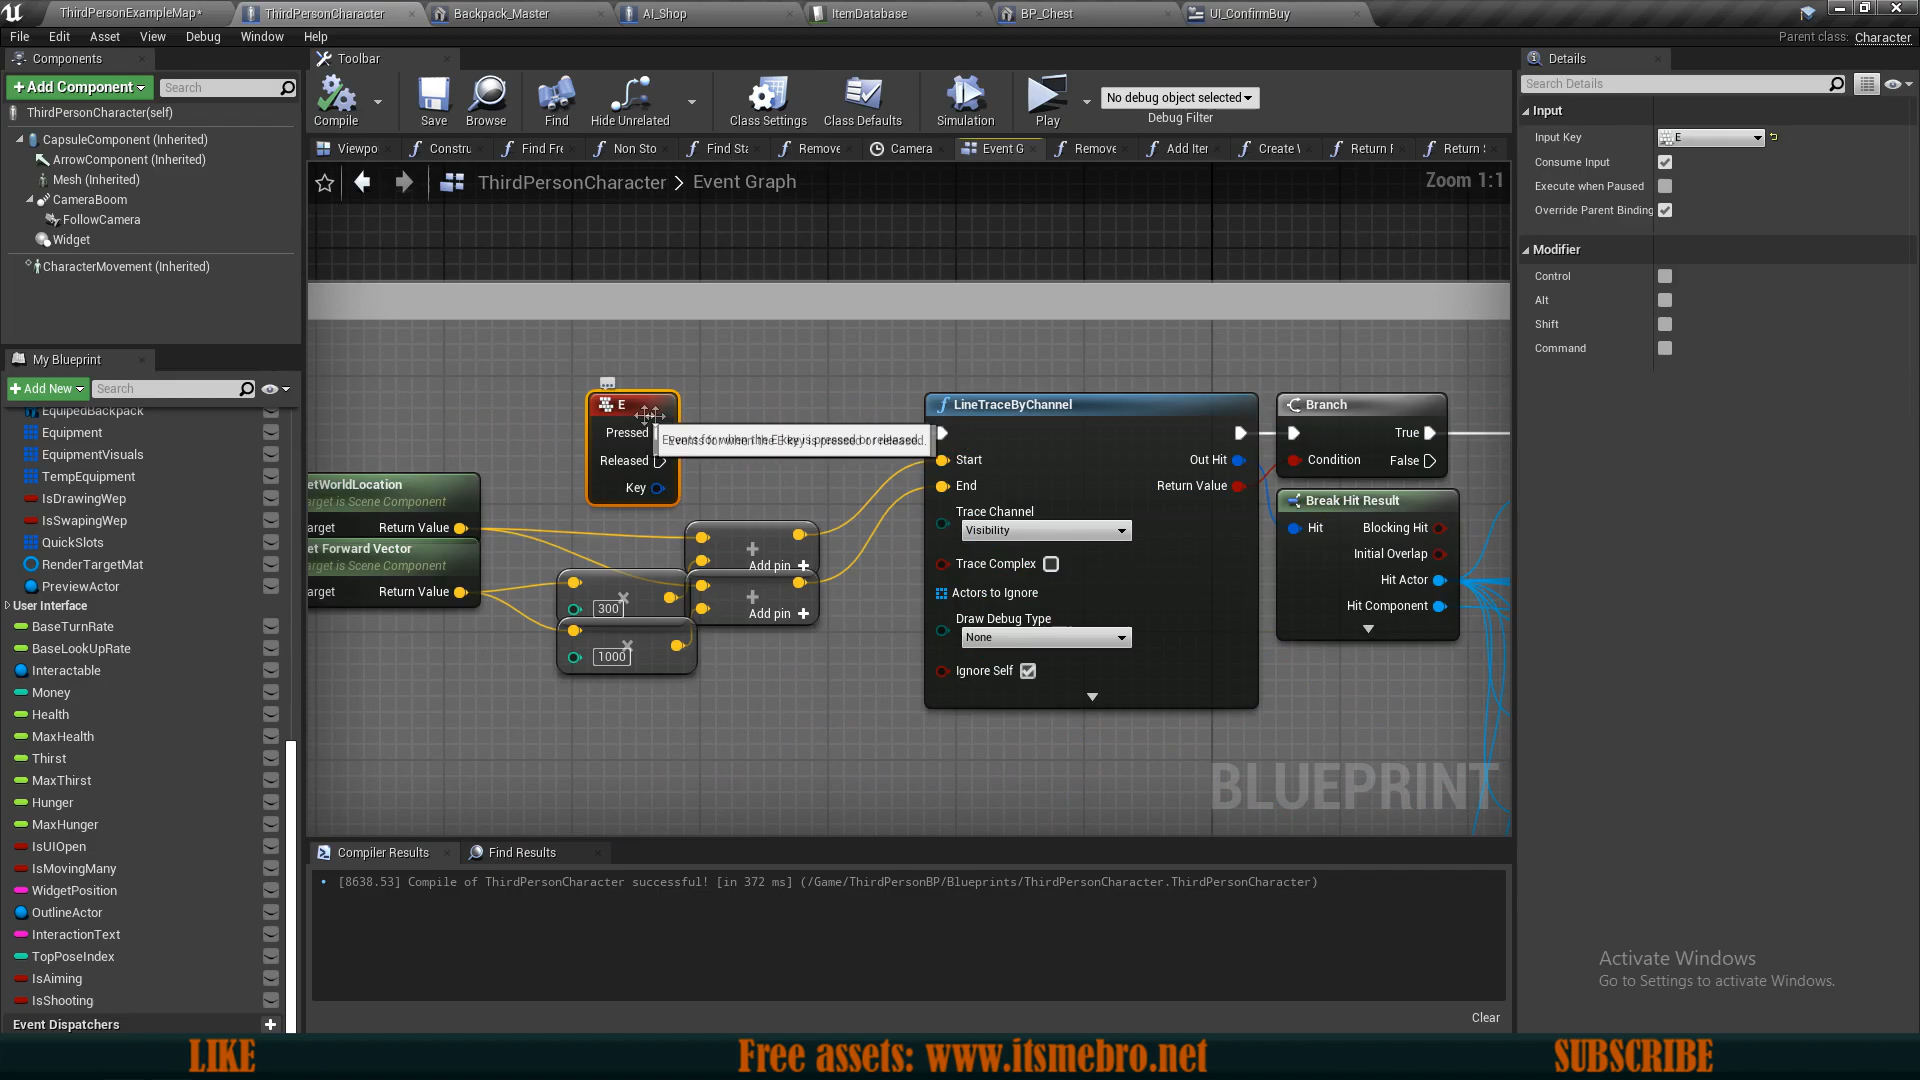 ThirdPersonExampleMap*
ThirdPersonCharacter
Backpack_Master
AI_Shop
ItemDatabase
BP_Chest
UI_ConfirmBuy
File
Edit
Asset
View
Debug
Window
Help
Parent class: Character
Components
+Add Component
Search
ThirdPersonCharacter(self)
CapsuleComponent (Inherited)
ArrowComponent (Inherited)
Mesh (Inherited)
CameraBoom
FollowCamera
Widget
CharacterMovement (Inherited)
My Blueprint
+Add New
Search
EquipedBackpack
Equipment
EquipmentVisuals
TempEquipment
IsDrawingWep
IsSwapingWep
QuickSlots
RenderTargetMat
PreviewActor
User Interface
BaseTurnRate
BaseLookUpRate
Interactable
Money
Health
MaxHealth
Thirst
MaxThirst
Hunger
MaxHunger
IsUIOpen
IsMovingMany
WidgetPosition
OutlineActor
InteractionText
TopPoseIndex
IsAiming
IsShooting
Event Dispatchers
Toolbar
Compile
Save
Browse
Find
Hide Unrelated
Class Settings
Class Defaults
Simulation
Play
No debug object selected
Debug Filter
Viewpo
Constru
Find Fre
Non Sto
Find Sta
Remove
Camera
Event G
Remove
Add Iter
Create \
Return F
Return :
ThirdPersonCharacter > Event Graph
Zoom 1:1
E
Pressed
Released
Key
Events for when the E key is pressed or released.
etWorldLocation
arget is Scene Component
arget
Return Value
et Forward Vector
arget is Scene Component
arget
Return Value
300
1000
Add pin +
Add pin +
LineTraceByChannel
Start
Out Hit
End
Return Value
Trace Channel
Visibility
Trace Complex
Actors to Ignore
Draw Debug Type
None
Ignore Self
Branch
True
Condition
False
Break Hit Result
Hit
Blocking Hit
Initial Overlap
Hit Actor
Hit Component
BLUEPRINT
Compiler Results
Find Results
[8638.53] Compile of ThirdPersonCharacter successful! [in 372 ms] (/Game/ThirdPersonBP/Blueprints/ThirdPersonCharacter.ThirdPersonCharacter)
Clear
Details
Search Details
Input
Input Key
E
Consume Input
Execute when Paused
Override Parent Binding
Modifier
Control
Alt
Shift
Command
Activate Windows
Go to Settings to activate Windows.
LIKE
Free assets: www.itsmebro.net
SUBSCRIBE